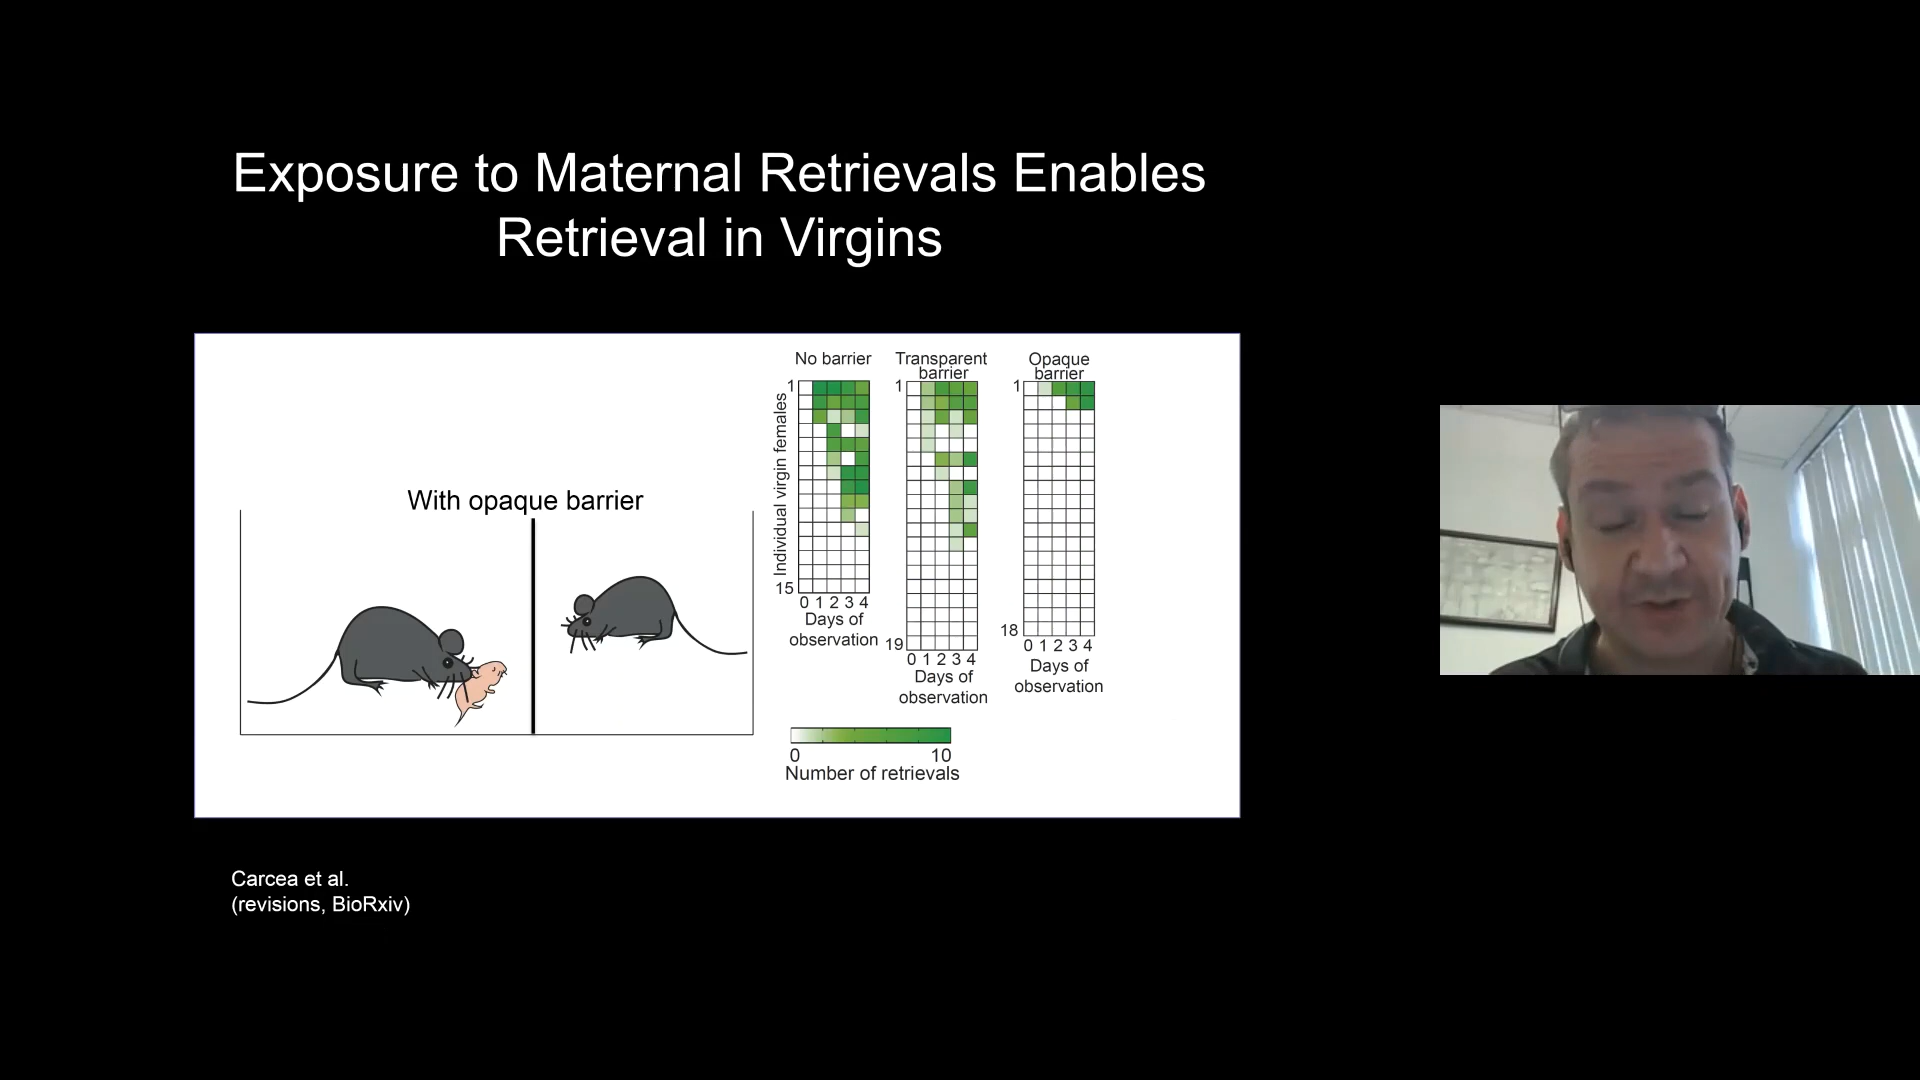 Exposure to Maternal Retrievals Enables
Retrieval in Virgins
With opaque barrier
No barrier
1
Individual virgin females
15
0 1 2 3 4
Days of
observation
Transparent
barrier
1
19
0 1 2 3 4
Days of
observation
Opaque
barrier
1
18
0 1 2 3 4
Days of
observation
0 10
Number of retrievals
Carcea et al.
(revisions, BioRxiv)